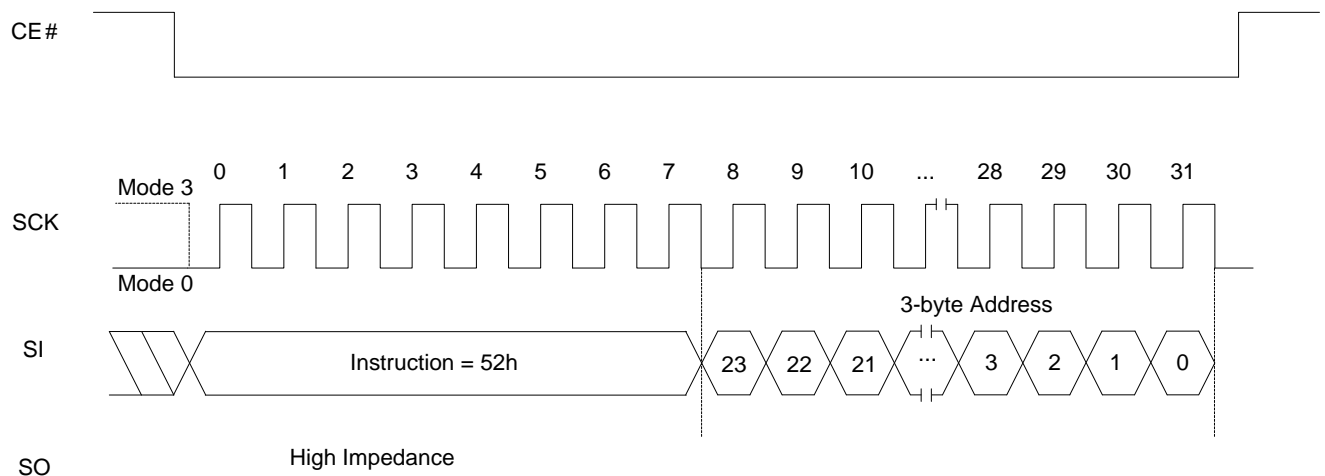 CE#
0 1 2 3 4 5 6 7 8 9 10 ... 28 29 30 31
Mode 3
SCK
Mode 0
3-byte Address
SI
Instruction = 52h
23 22 21 ... 3 2 1 0
High Impedance
SO